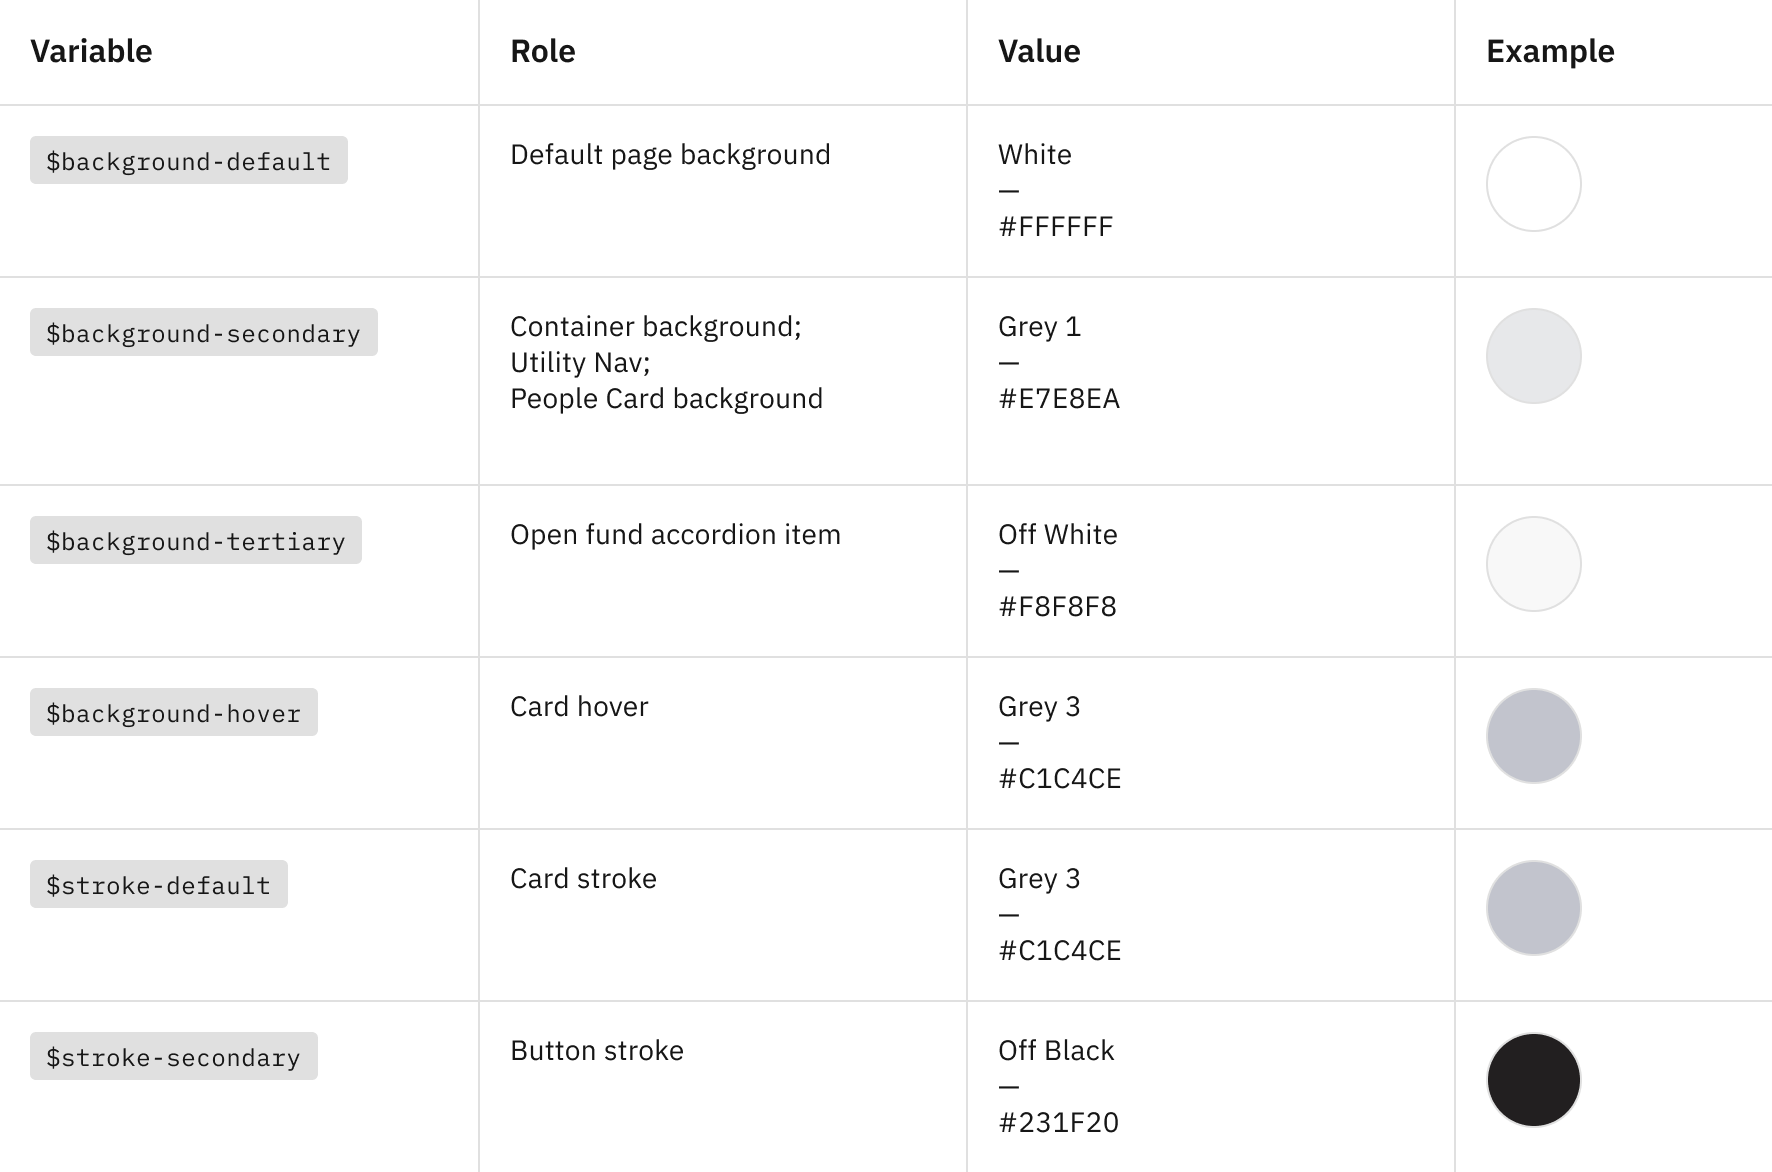 Variable
Role
Value
Example
$background-default
Default page background
White
—
#FFFFFF
$background-secondary
Container background;
Utility Nav;
People Card background
Grey 1
—
#E7E8EA
$background-tertiary
Open fund accordion item
Off White
—
#F8F8F8
$background-hover
Card hover
Grey 3
—
#C1C4CE
$stroke-default
Card stroke
Grey 3
—
#C1C4CE
$stroke-secondary
Button stroke
Off Black
—
#231F20